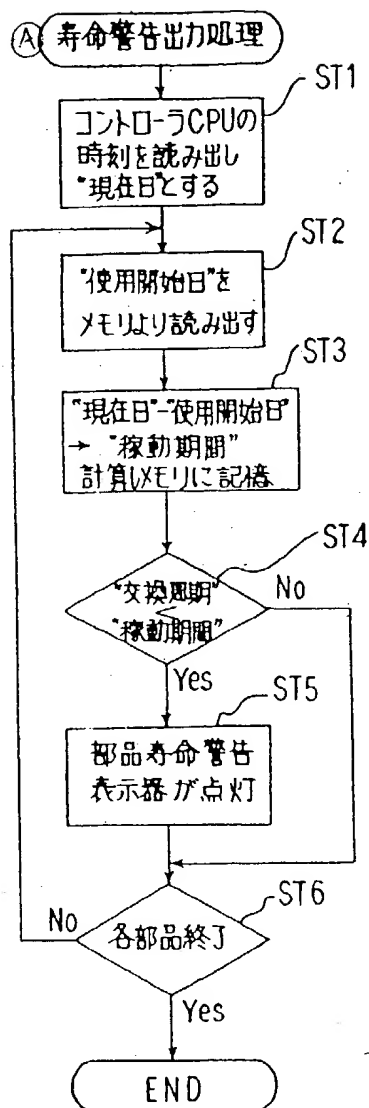 Ⓐ 寿命警告出力処理
ST1
コントローラCPUの
時刻を読み出し
"現在日"とする
ST2
"使用開始日"を
メモリより読み出す
ST3
"現在日"-"使用開始日"
→ "稼動期間"
計算しメモリに記憶
ST4
"交換周期"
<
"稼動期間"
No
Yes
ST5
部品寿命警告
表示器が点灯
ST6
No
各部品終了
Yes
END